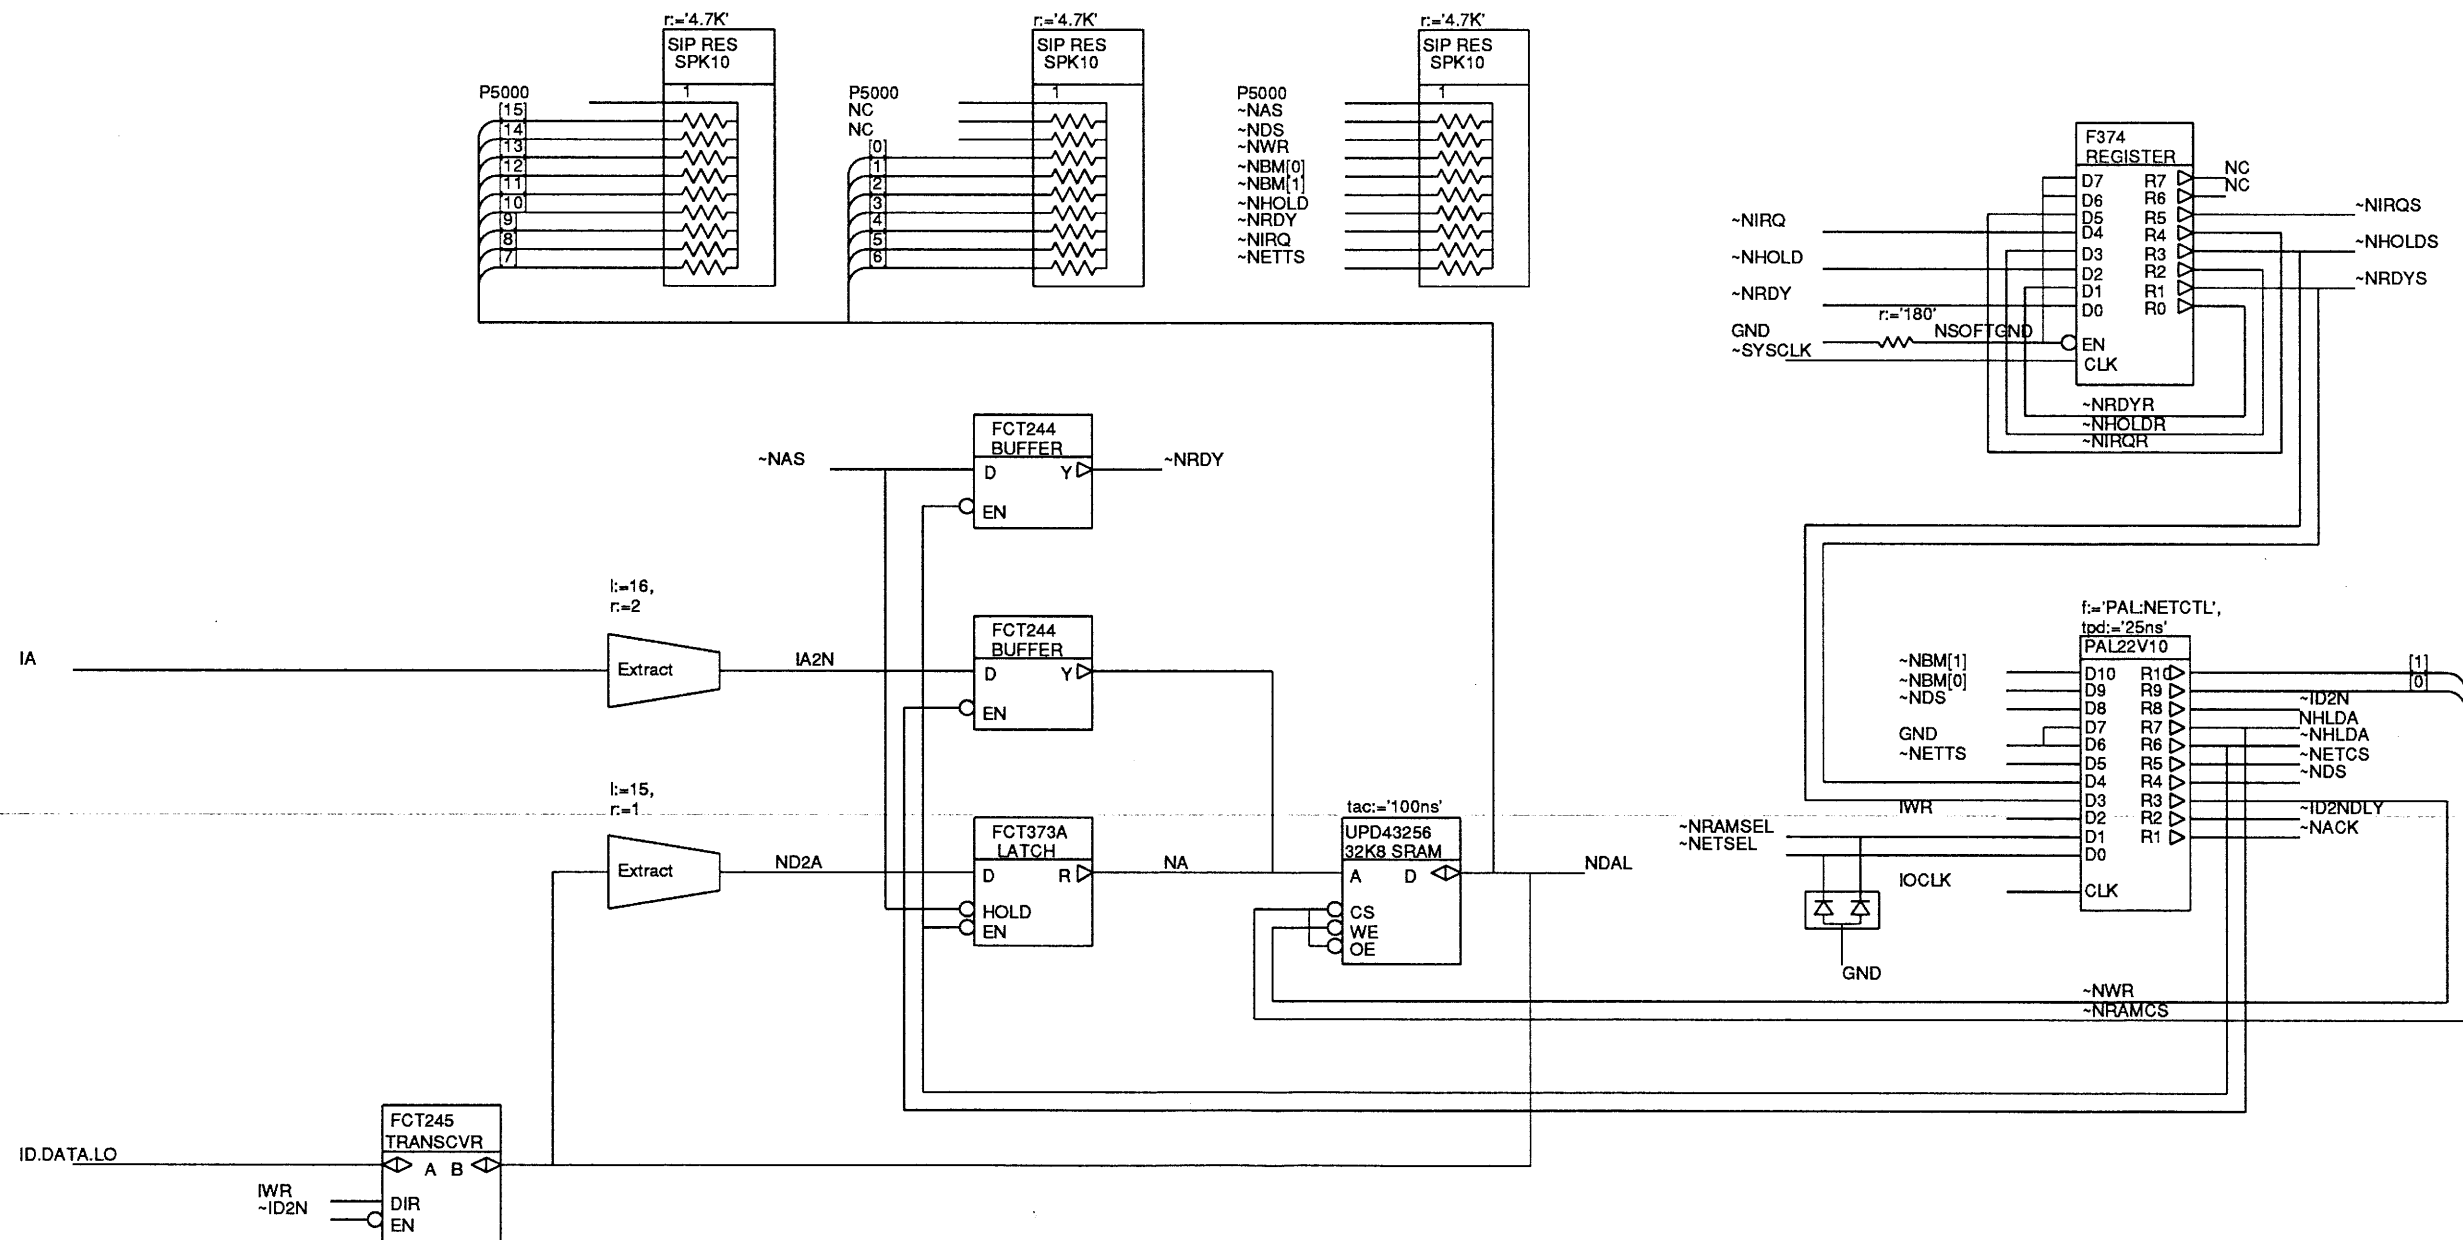 r:='4.7K'
SIP RES
SPK10
1
P5000
[15]
14
13
12
11
10
9
8
7
r:='4.7K'
SIP RES
SPK10
1
P5000
NC
NC
[0]
1
2
3
4
5
6
r:='4.7K'
SIP RES
SPK10
1
P5000
~NAS
~NDS
~NWR
~NBM[0]
~NBM[1]
~NHOLD
~NRDY
~NIRQ
~NETTS
F374
REGISTER
D7 R7
D6 R6
D5 R5
D4 R4
D3 R3
D2 R2
D1 R1
D0 R0
EN
CLK
NC
NC
~NIRQS
~NHOLDS
~NRDYS
~NIRQ
~NHOLD
~NRDY
r:='180'
GND
NSOFTGND
~SYSCLK
~NRDYR
~NHOLDR
~NIRQR
FCT244
BUFFER
~NAS
D Y
~NRDY
EN
l:=16,
r:=2
IA
Extract
IA2N
FCT244
BUFFER
D Y
EN
l:=15,
r:=1
Extract
ND2A
FCT373A
LATCH
D R
HOLD
EN
NA
tac:='100ns'
UPD43256
32K8 SRAM
A D
CS
WE
OE
NDAL
f:='PAL:NETCTL',
tpd:='25ns'
PAL22V10
D10 R10
D9 R9
D8 R8
D7 R7
D6 R6
D5 R5
D4 R4
D3 R3
D2 R2
D1 R1
D0
CLK
~NBM[1]
~NBM[0]
~NDS
GND
~NETTS
IWR
~NRAMSEL
~NETSEL
IOCLK
GND
[1]
0]
~ID2N
NHLDA
~NHLDA
~NETCS
~NDS
~ID2NDLY
~NACK
~NWR
~NRAMCS
FCT245
TRANSCVR
ID.DATA.LO
A B
IWR
~ID2N
DIR
EN